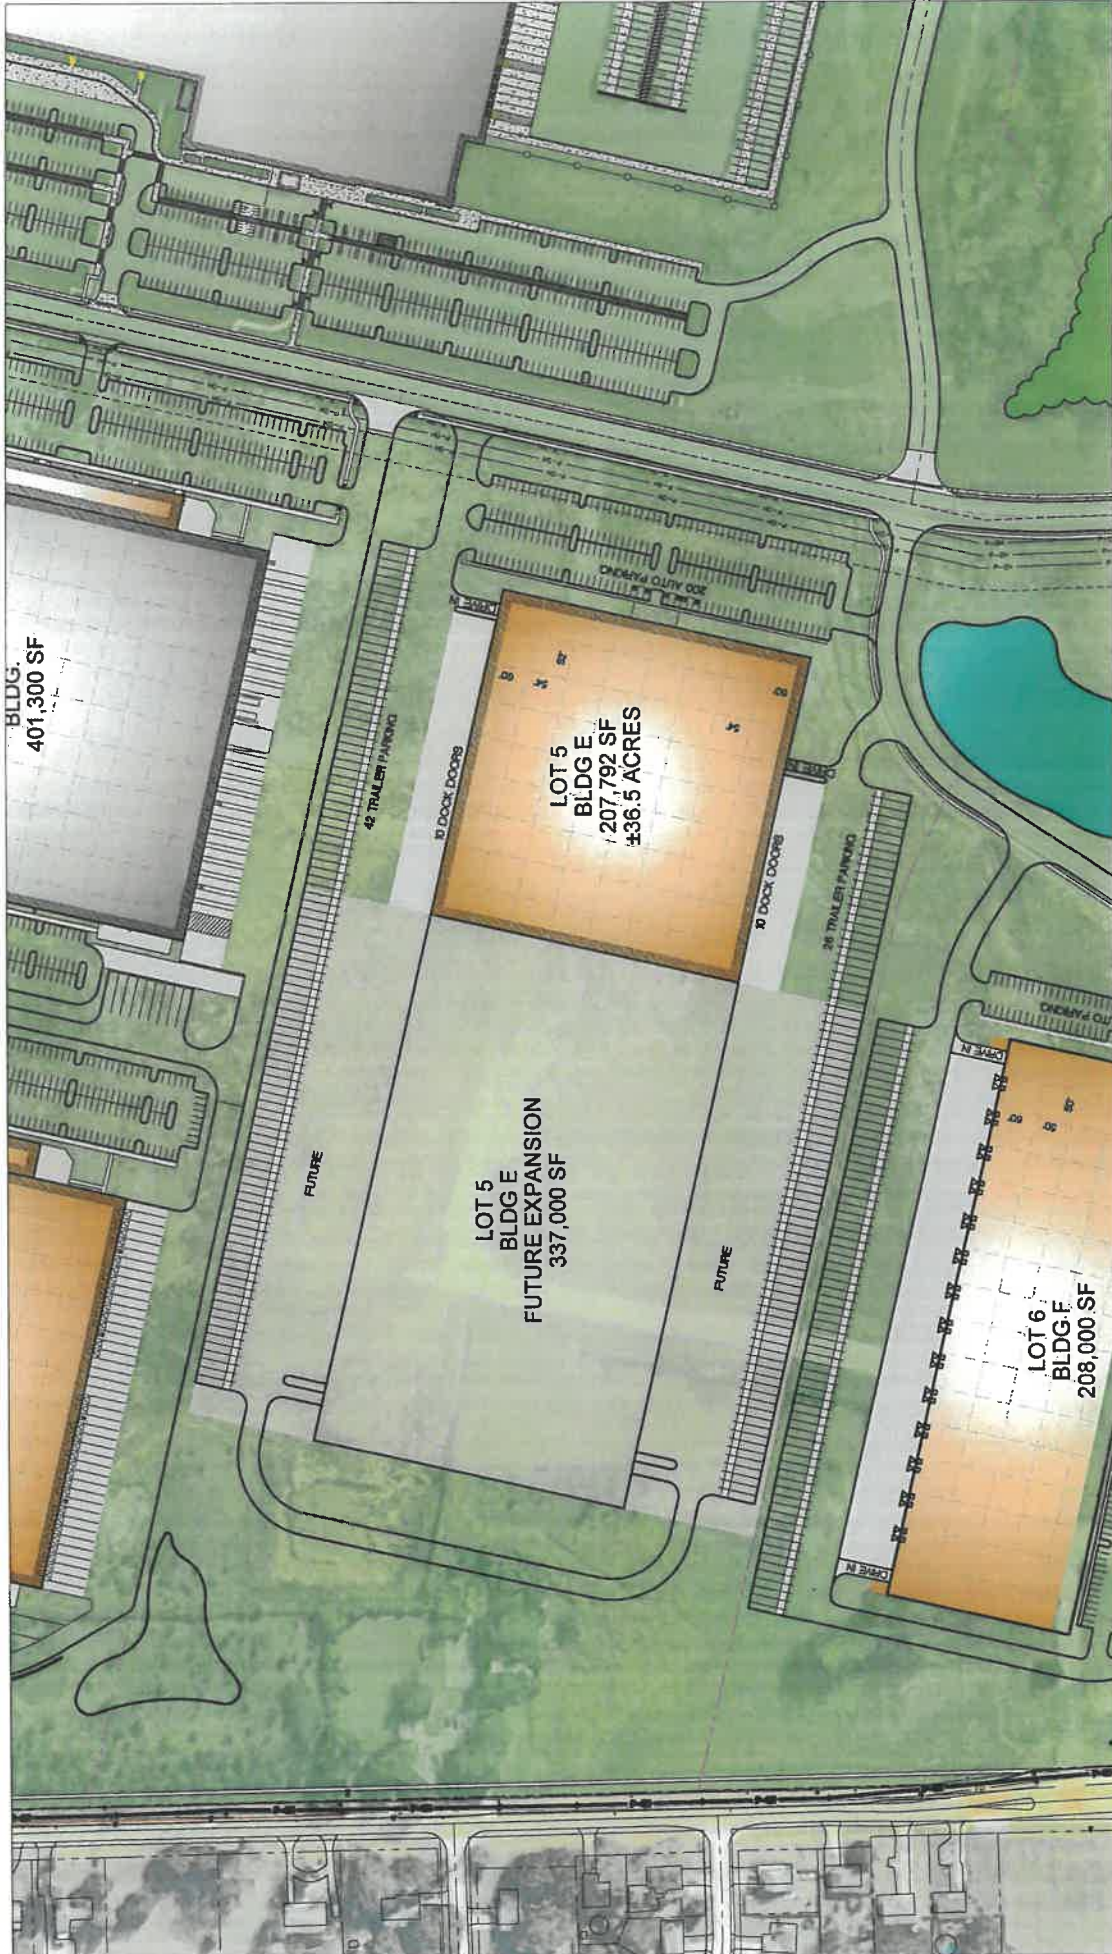 BLDG.
401,300 SF
42 TRAILER PARKING
10 DOCK DOORS
DRIVE IN
200 AUTO PARKING
LOT 5
BLDG E
207,792 SF
±36.5 ACRES
10 DOCK DOORS
26 TRAILER PARKING
FUTURE
LOT 5
BLDG E
FUTURE EXPANSION
337,000 SF
FUTURE
DRIVE IN
LOT 6
BLDG F
208,000 SF
DRIVE IN